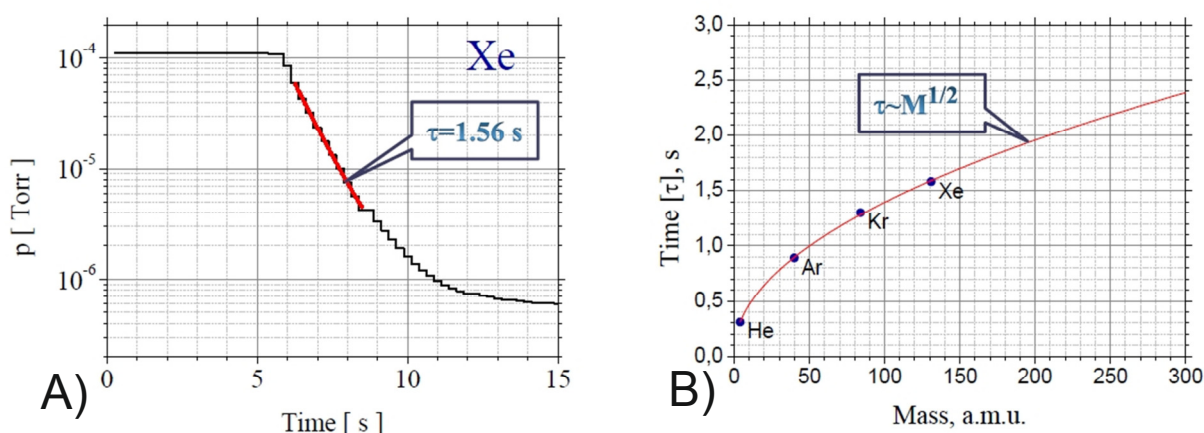 Xe
τ=1.56 s
10⁻⁴
10⁻⁵
10⁻⁶
p [ Torr ]
0 5 10 15
Time [ s ]
A)
τ~M^1/2
3,0
2,5
2,0
1,5
1,0
0,5
0,0
Time [τ], s
Xe
Kr
Ar
He
0 50 100 150 200 250 300
Mass, a.m.u.
B)